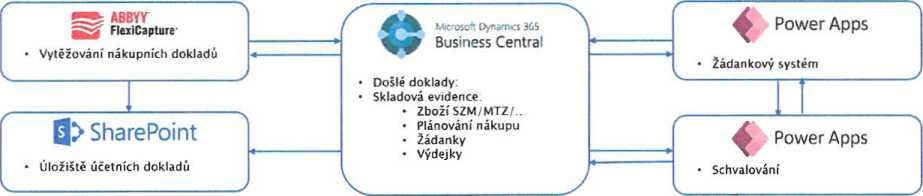 ABBYY
FlexiCapture
• Vytěžování nákupních dokladů
SharePoint
• Úložiště účetních dokladů
Microsoft Dynamics 365
Business Central
• Došlé doklady:
• Skladová evidence:
• Zboží SZM/MTZ/..
• Plánování nákupu
• Žádanky
• Výdejky
Power Apps
• Žádankový systém
Power Apps
• Schvalování